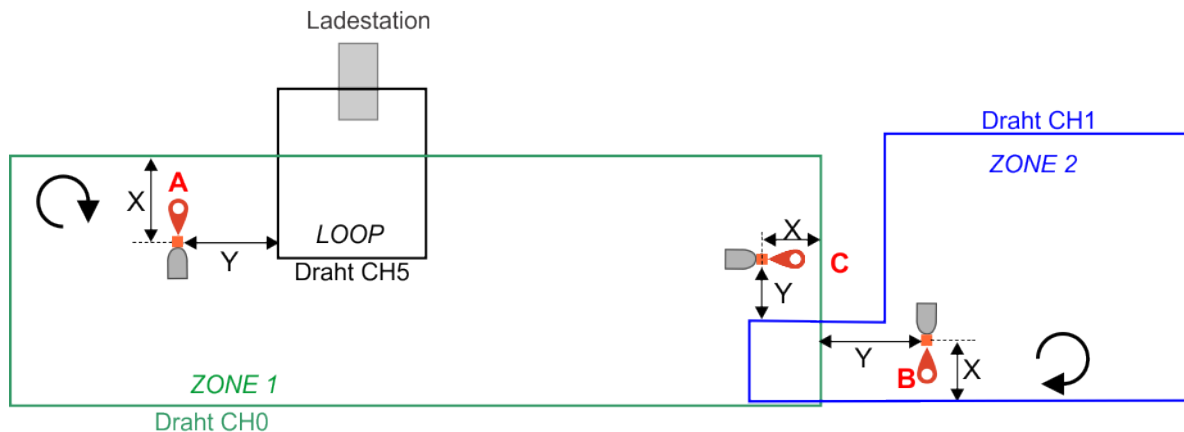 Ladestation
Draht CH1
ZONE 2
A
X
Y
LOOP
Draht CH5
X
C
Y
Y
B
X
ZONE 1
Draht CH0